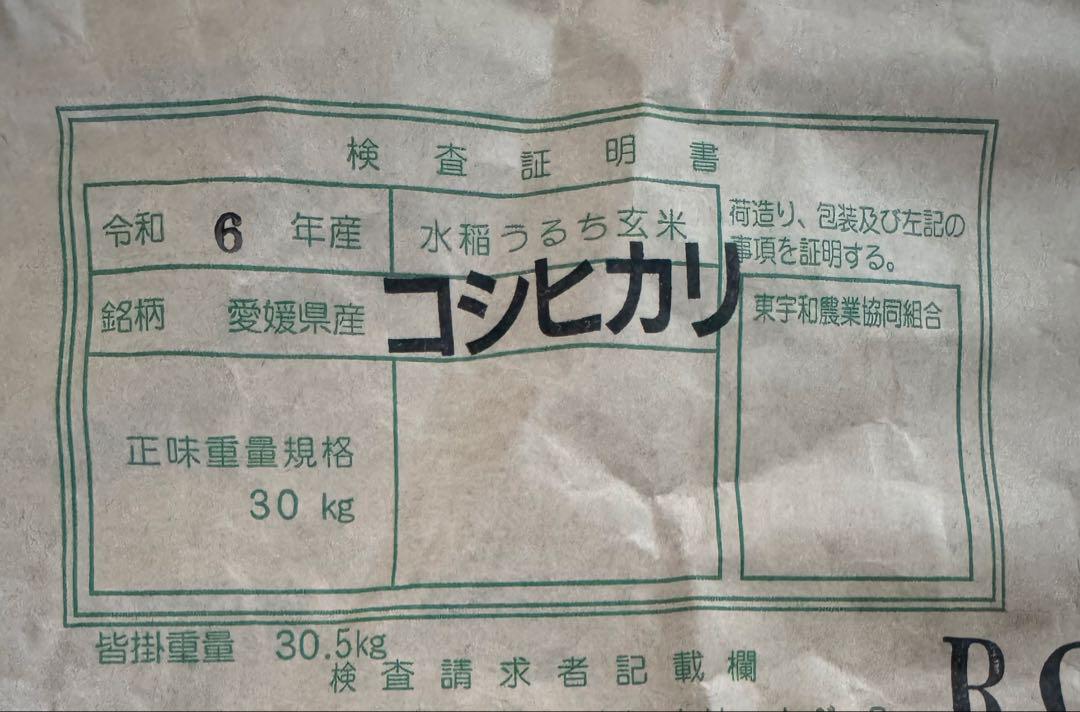 検査証明書
令和 6 年産
水稲うるち玄米
荷造り、包装及び左記の
事項を証明する。
銘柄 愛媛県産
コシヒカリ
東宇和農業協同組合
正味重量規格
30 kg
皆掛重量 30.5kg
検査請求者記載欄